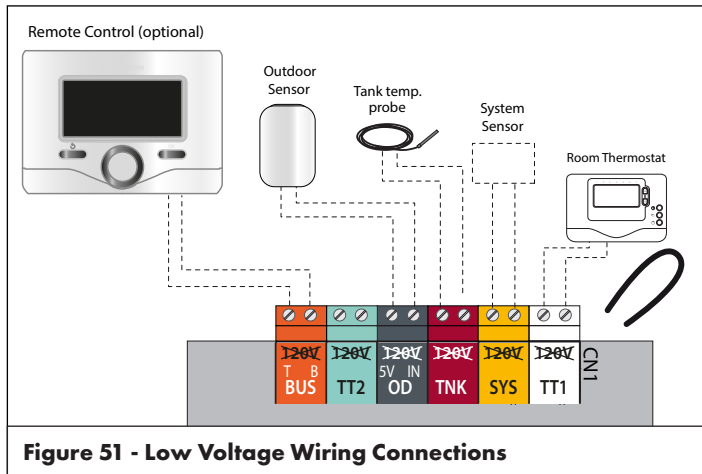 Remote Control (optional)
Outdoor
Sensor
Tank temp.
probe
System
Sensor
Room Thermostat
120V 120V 120V 120V 120V 120V
T B 5V IN
BUS TT2 OD TNK SYS TT1
CN1
Figure 51 - Low Voltage Wiring Connections